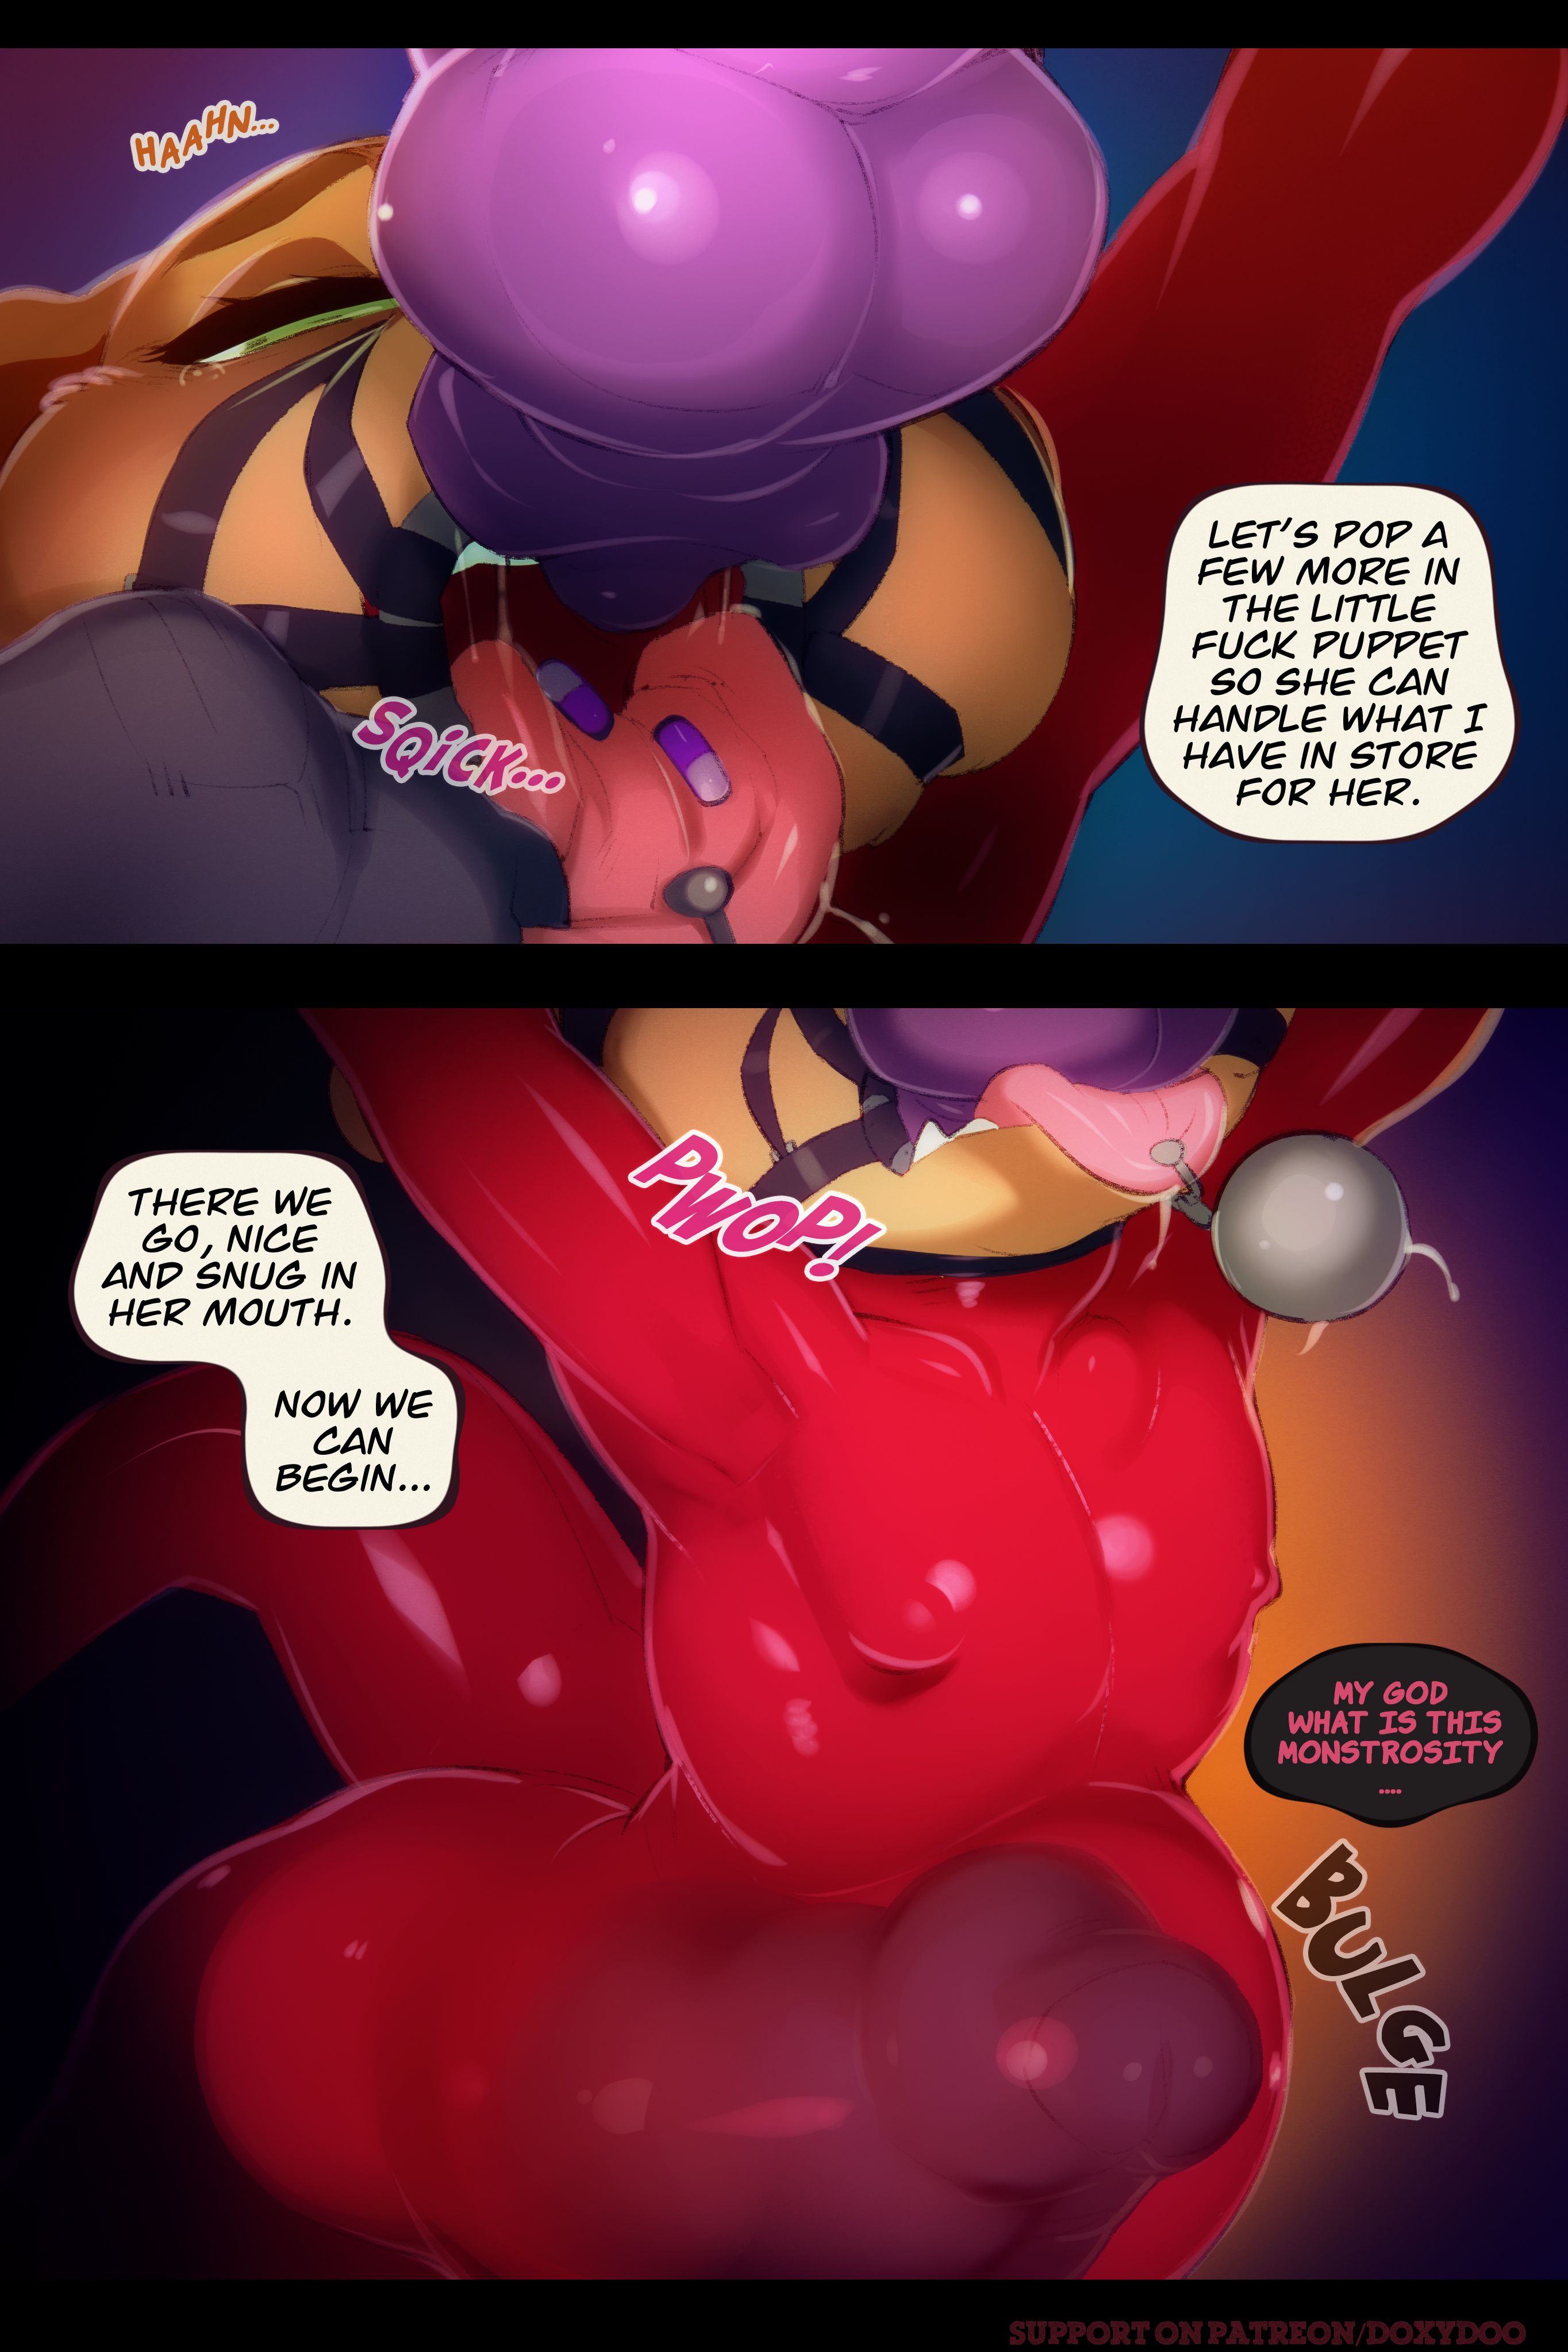 HAAHN...
LET'S POP A
FEW MORE IN
THE LITTLE
FUCK PUPPET
SO SHE CAN
HANDLE WHAT I
HAVE IN STORE
FOR HER.
SQICK...
PWOP!
THERE WE
GO, NICE
AND SNUG IN
HER MOUTH.
NOW WE
CAN
BEGIN...
MY GOD
WHAT IS THIS
MONSTROSITY
....
BULGE
SUPPORT ON PATREON/DOXYDOO